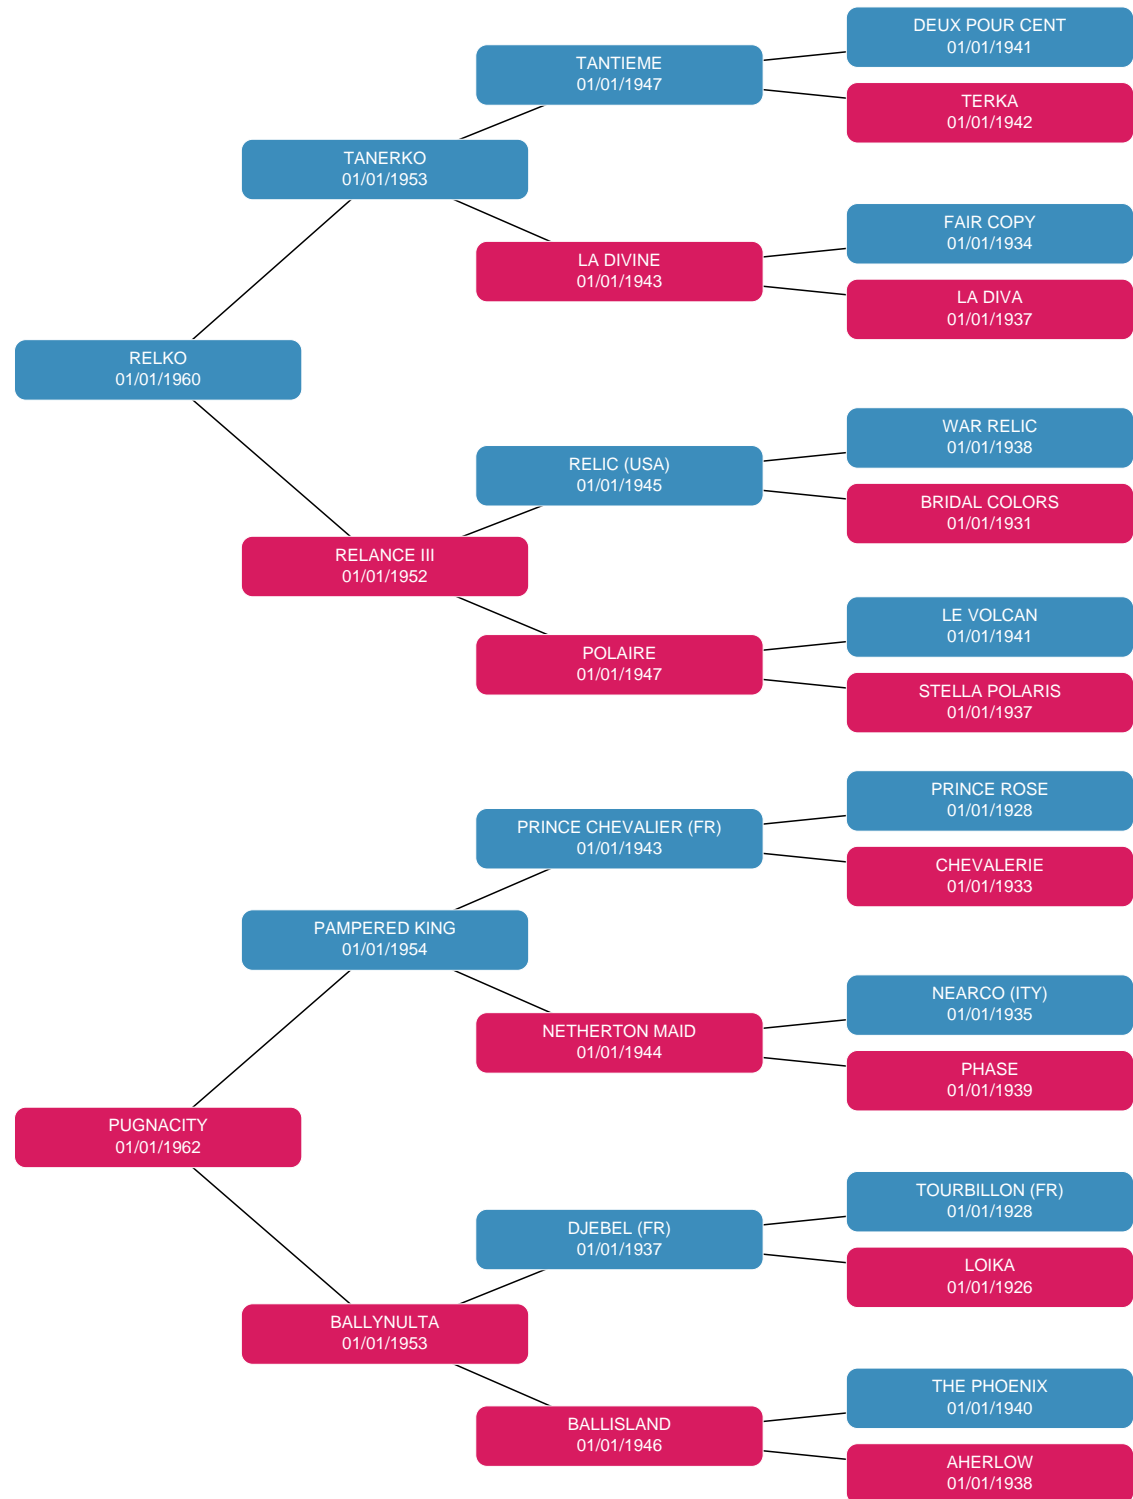 DEUX POUR CENT
01/01/1941
TANTIEME
01/01/1947
TERKA
01/01/1942
TANERKO
01/01/1953
FAIR COPY
01/01/1934
LA DIVINE
01/01/1943
LA DIVA
01/01/1937
RELKO
01/01/1960
WAR RELIC
01/01/1938
RELIC (USA)
01/01/1945
BRIDAL COLORS
01/01/1931
RELANCE III
01/01/1952
LE VOLCAN
01/01/1941
POLAIRE
01/01/1947
STELLA POLARIS
01/01/1937
PRINCE ROSE
01/01/1928
PRINCE CHEVALIER (FR)
01/01/1943
CHEVALERIE
01/01/1933
PAMPERED KING
01/01/1954
NEARCO (ITY)
01/01/1935
NETHERTON MAID
01/01/1944
PHASE
01/01/1939
PUGNACITY
01/01/1962
TOURBILLON (FR)
01/01/1928
DJEBEL (FR)
01/01/1937
LOIKA
01/01/1926
BALLYNULTA
01/01/1953
THE PHOENIX
01/01/1940
BALLISLAND
01/01/1946
AHERLOW
01/01/1938